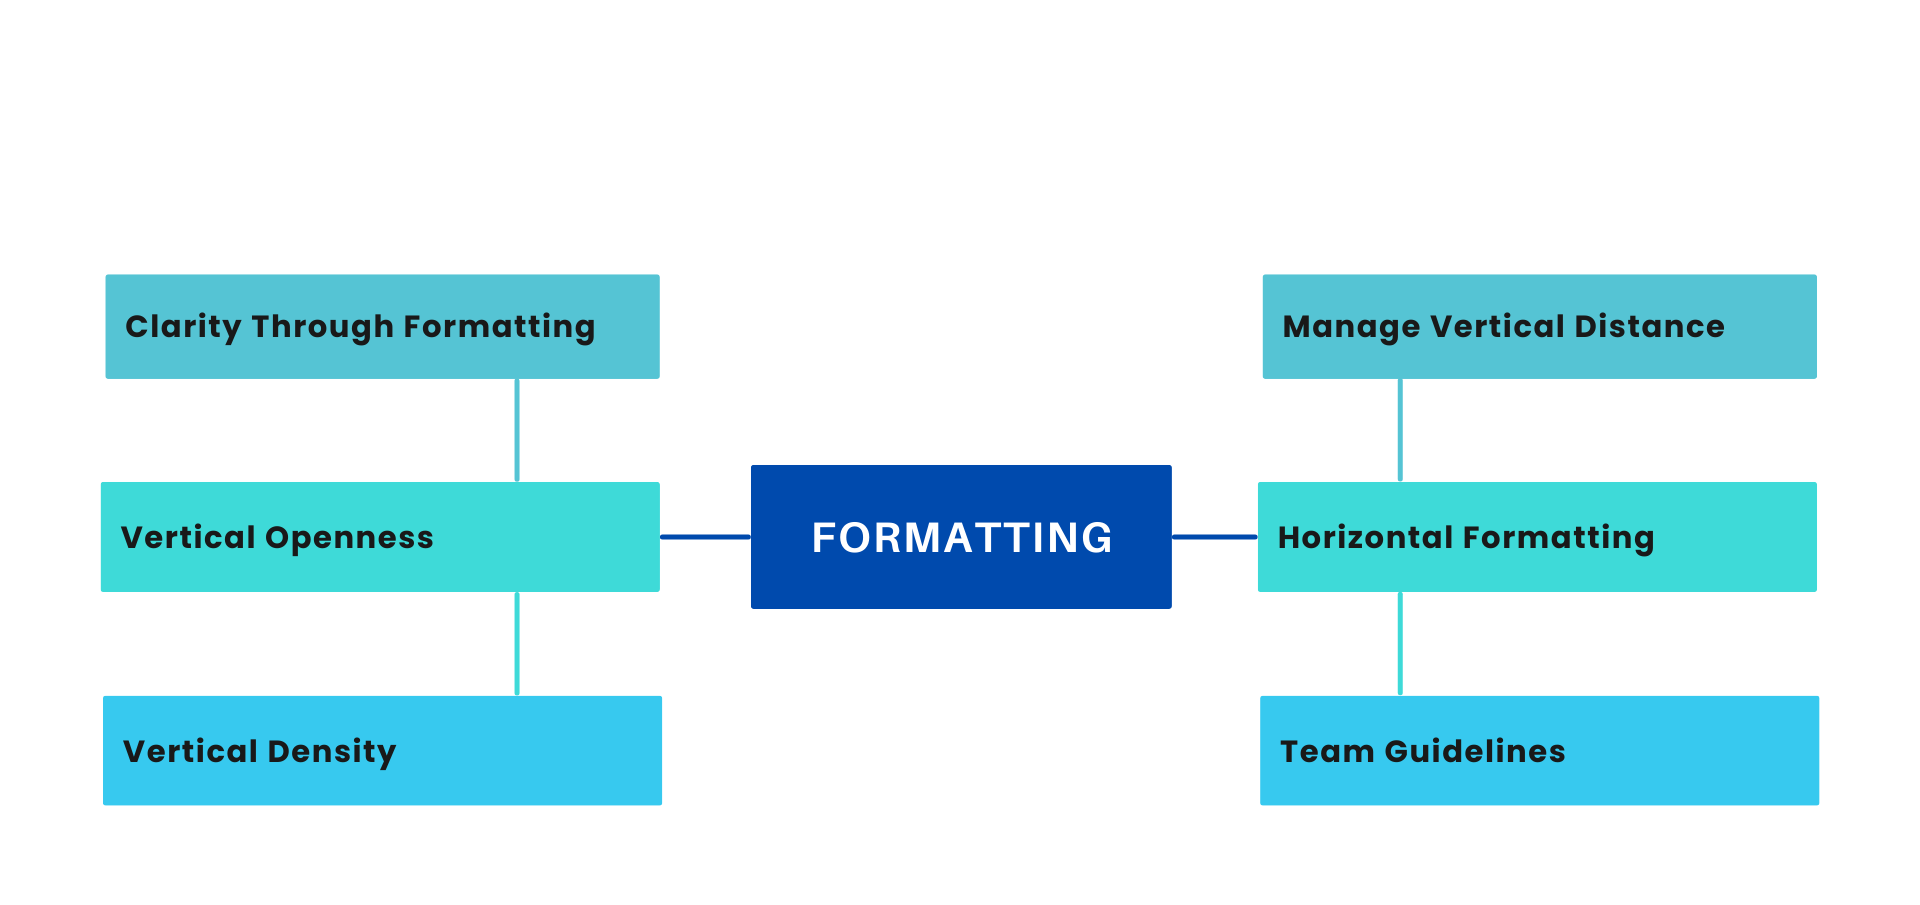 Clarity Through Formatting
Vertical Openness
Vertical Density
FORMATTING
Manage Vertical Distance
Horizontal Formatting
Team Guidelines